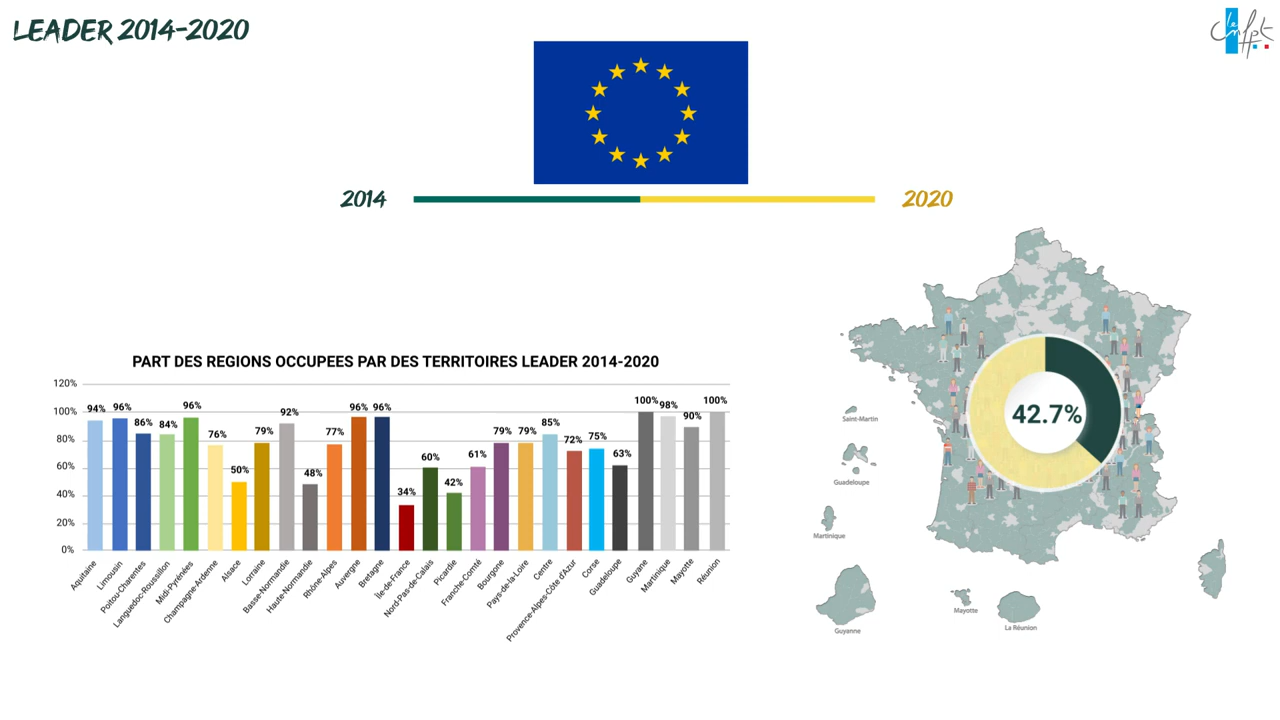 LEADER 2014-2020
le cnfpt
2014
2020
PART DES REGIONS OCCUPEES PAR DES TERRITOIRES LEADER 2014-2020
120%
100%
80%
60%
40%
20%
0%
94%
96%
86%
84%
96%
76%
50%
79%
92%
48%
77%
96%
96%
34%
60%
42%
61%
79%
79%
85%
72%
75%
63%
100%
98%
90%
100%
Aquitaine
Limousin
Poitou-Charentes
Languedoc-Roussillon
Midi-Pyrénées
Champagne-Ardenne
Alsace
Lorraine
Basse-Normandie
Haute-Normandie
Rhône-Alpes
Auvergne
Bretagne
Île-de-France
Nord-Pas-de-Calais
Picardie
Franche-Comté
Bourgogne
Pays-de-la-Loire
Centre
Provence-Alpes-Côte d'Azur
Corse
Guadeloupe
Guyane
Martinique
Mayotte
Réunion
42.7%
Saint-Martin
Guadeloupe
Martinique
Guyanne
Mayotte
La Réunion